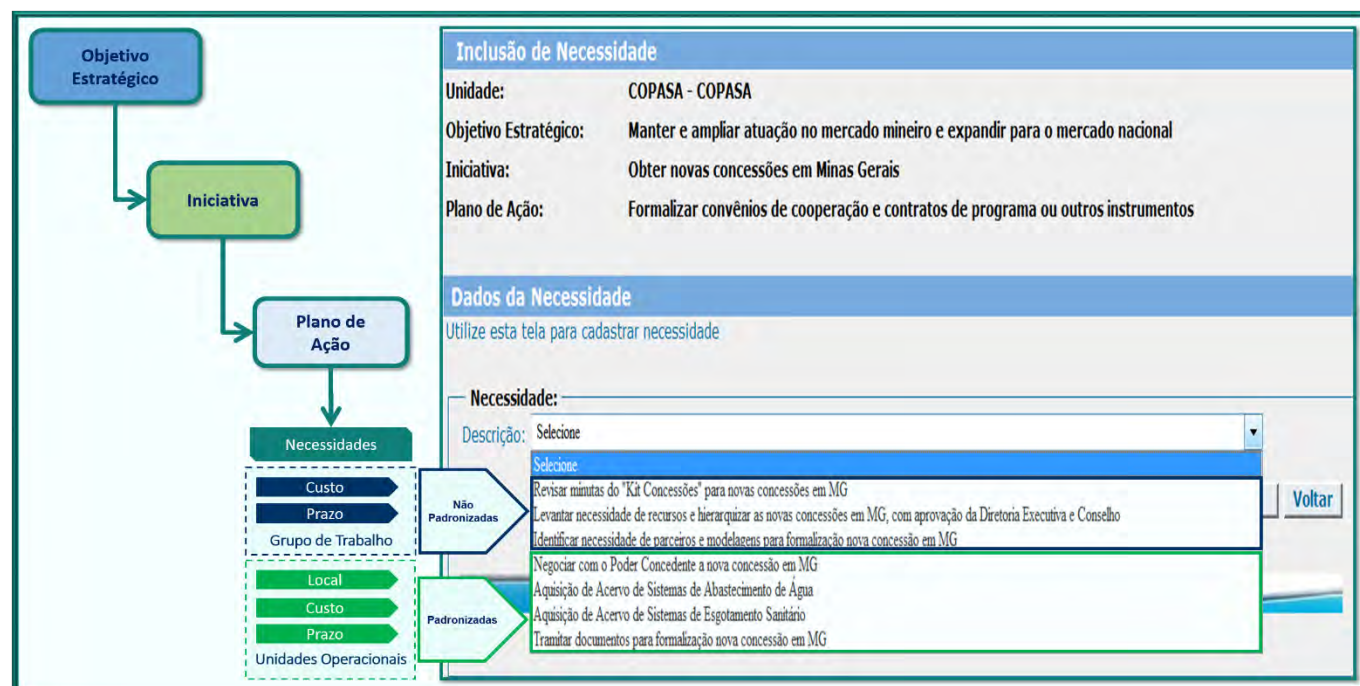 Objetivo
Estratégico
Iniciativa
Plano de
Ação
Necessidades
Custo
Prazo
Grupo de Trabalho
Local
Custo
Prazo
Unidades Operacionais
Não
Padronizadas
Padronizadas
Inclusão de Necessidade
Unidade: COPASA - COPASA
Objetivo Estratégico: Manter e ampliar atuação no mercado mineiro e expandir para o mercado nacional
Iniciativa: Obter novas concessões em Minas Gerais
Plano de Ação: Formalizar convênios de cooperação e contratos de programa ou outros instrumentos
Dados da Necessidade
Utilize esta tela para cadastrar necessidade
Necessidade:
Descrição: Selecione
Selecione
Revisar minutas do "Kit Concessões" para novas concessões em MG
Levantar necessidade de recursos e hierarquizar as novas concessões em MG, com aprovação da Diretoria Executiva e Conselho
Identificar necessidade de parceiros e modelagens para formalização nova concessão em MG
Negociar com o Poder Concedente a nova concessão em MG
Aquisição de Acervo de Sistemas de Abastecimento de Água
Aquisição de Acervo de Sistemas de Esgotamento Sanitário
Tramitar documentos para formalização nova concessão em MG
Voltar